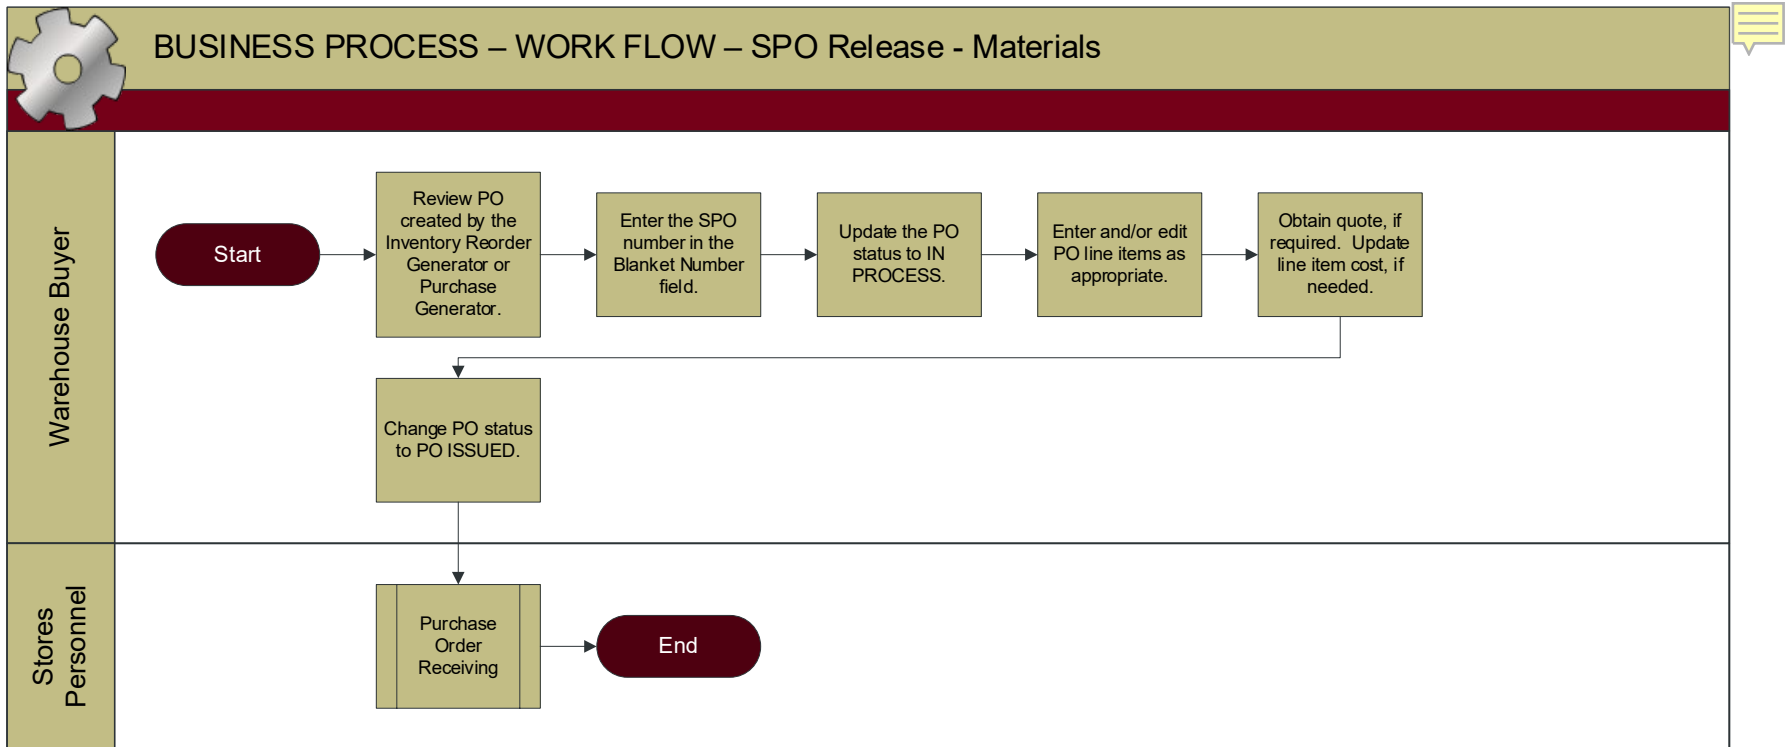 BUSINESS PROCESS – WORK FLOW – SPO Release - Materials
Warehouse Buyer
Start
Review PO
created by the
Inventory Reorder
Generator or
Purchase
Generator.
Enter the SPO
number in the
Blanket Number
field.
Update the PO
status to IN
PROCESS.
Enter and/or edit
PO line items as
appropriate.
Obtain quote, if
required.  Update
line item cost, if
needed.
Change PO status
to PO ISSUED.
Stores
Personnel
Purchase
Order
Receiving
End